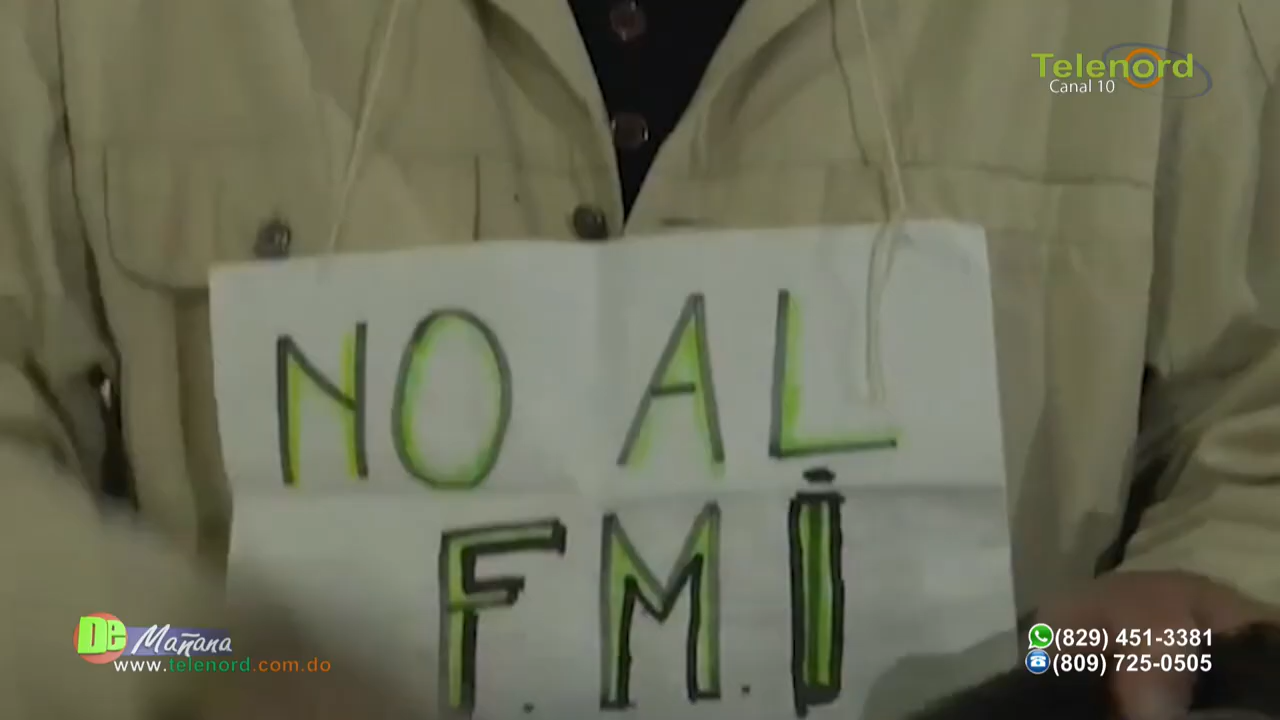 Telenord
Canal 10
NO AL
F.M.I
De Mañana
www.telenord.com.do
(829) 451-3381
(809) 725-0505